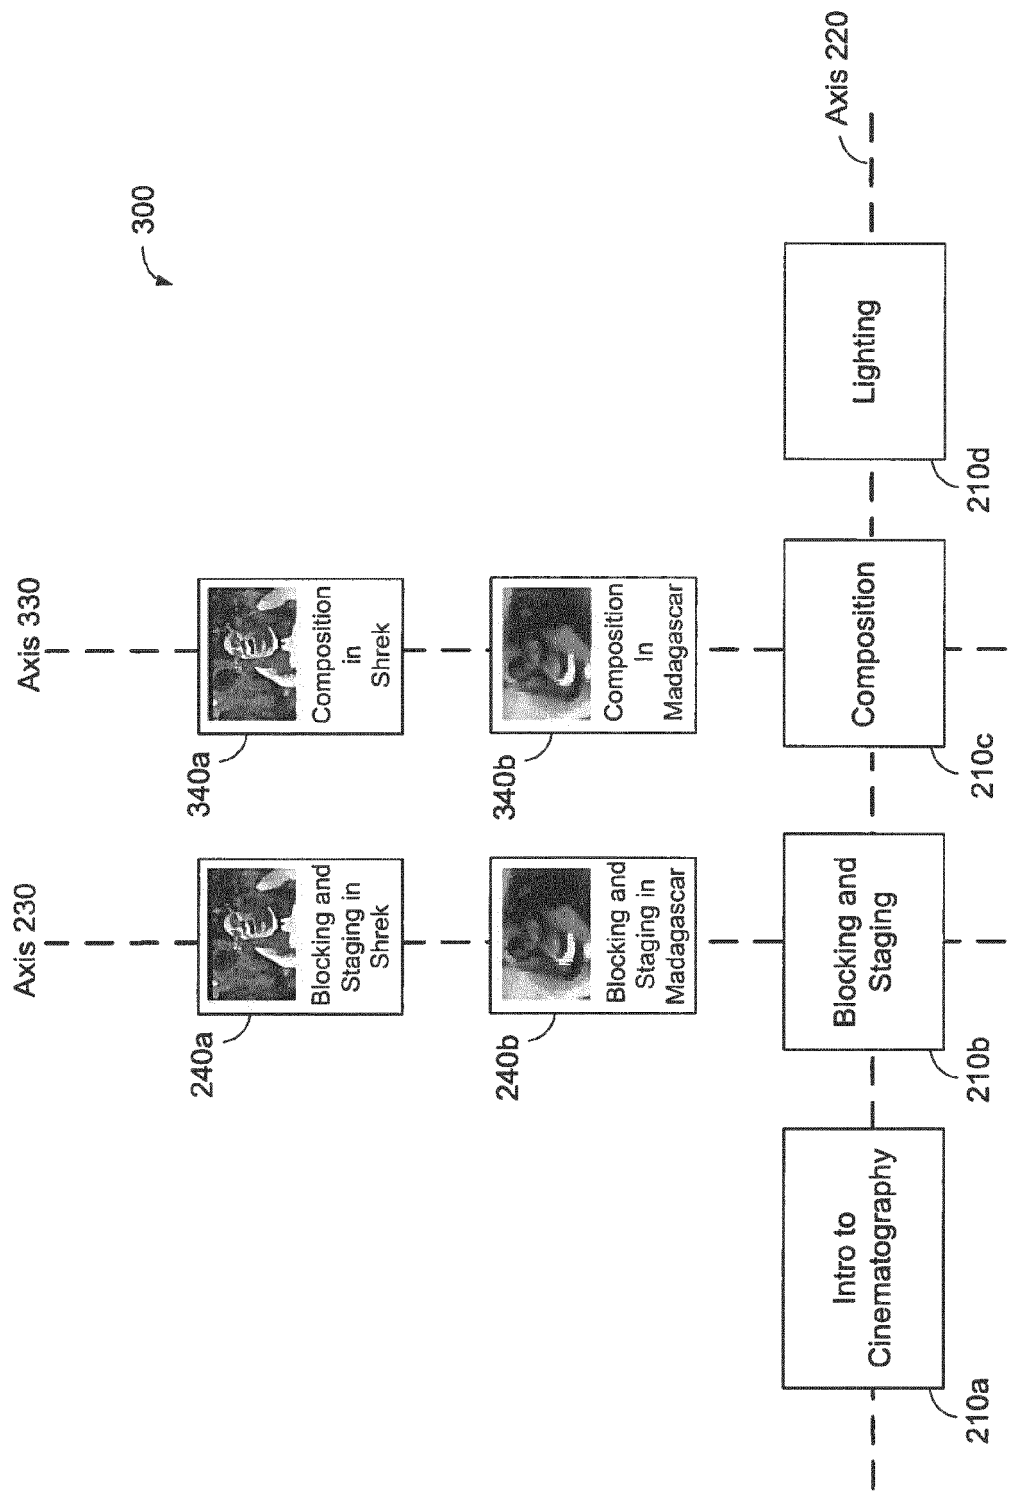 Axis 230
Axis 330
300
240a
Blocking and
Staging in
Shrek
340a
Composition
in
Shrek
240b
Blocking and
Staging in
Madagascar
340b
Composition
In
Madagascar
Axis 220
Intro to
Cinematography
Blocking and
Staging
Composition
Lighting
210a
210b
210c
210d